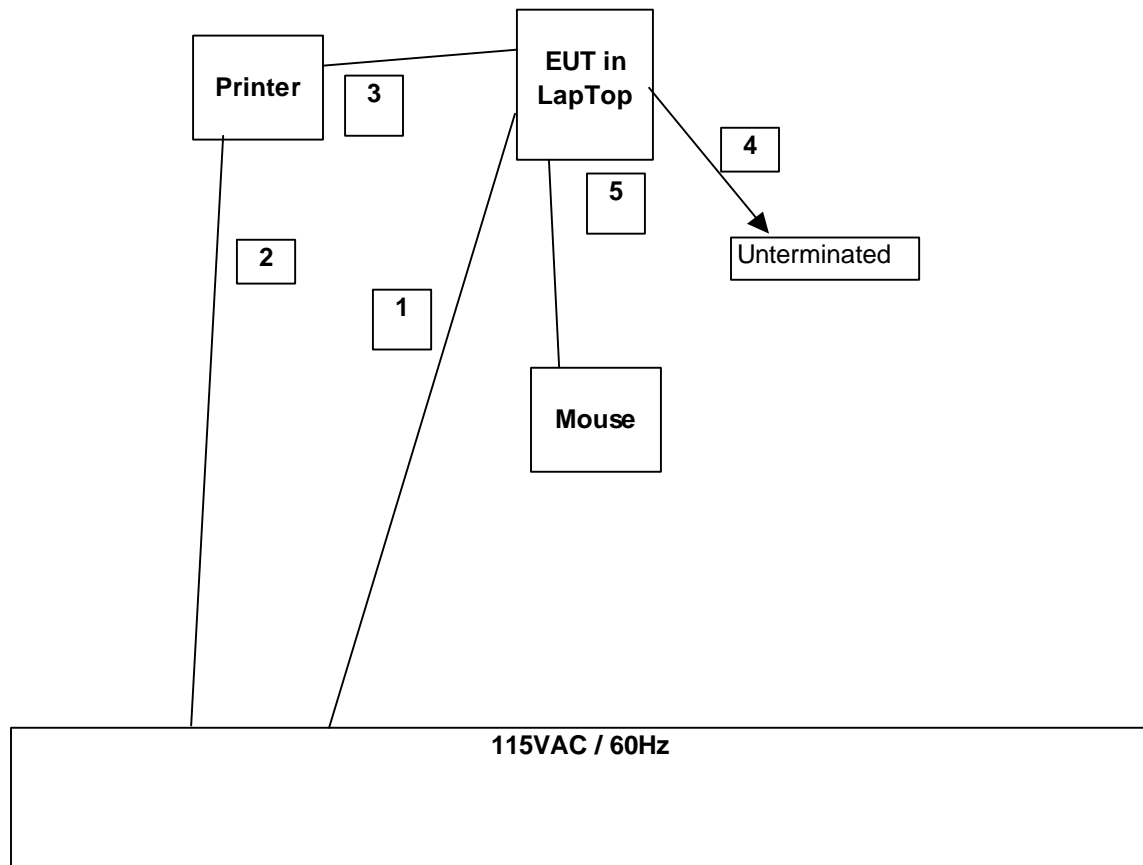 EUT in
LapTop
Printer
3
4
5
2
Unterminated
1
Mouse
115VAC / 60Hz